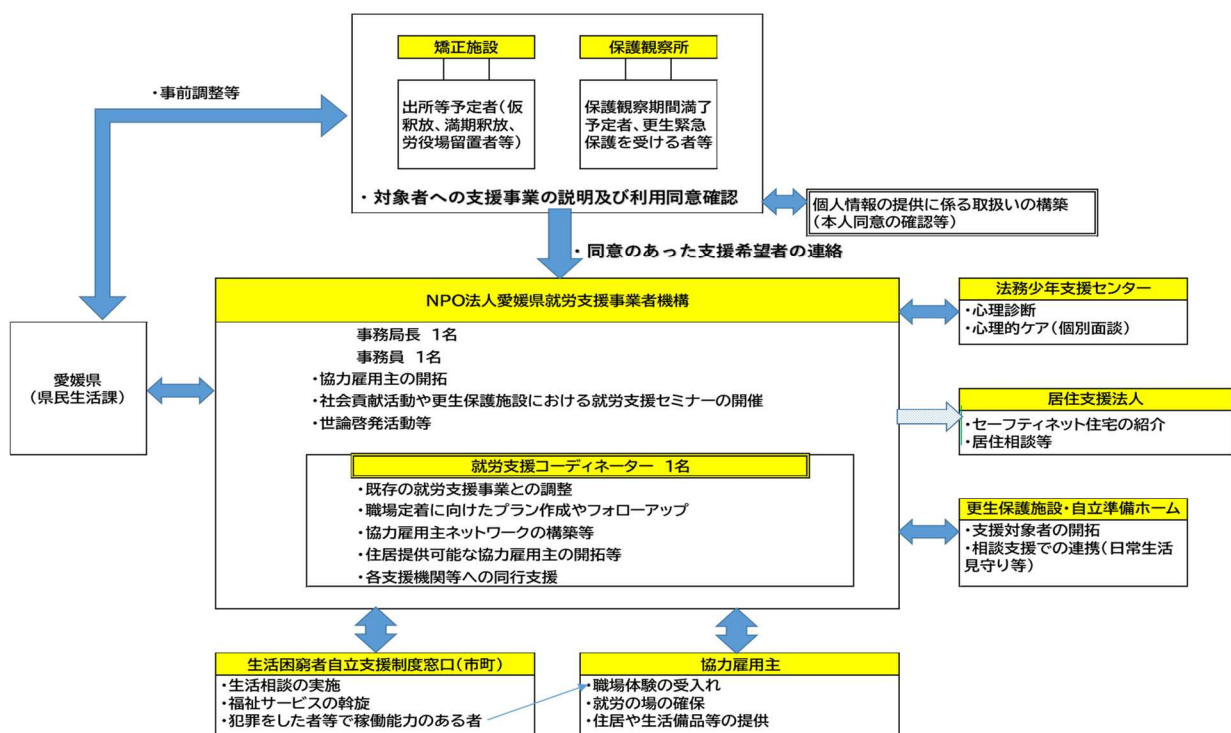 矯正施設
保護観察所
・事前調整等
出所等予定者(仮
釈放、満期釈放、
労役場留置者等)
保護観察期間満了
予定者、更生緊急
保護を受ける者等
・対象者への支援事業の説明及び利用同意確認
個人情報の提供に係る取扱いの構築
(本人同意の確認等)
・同意のあった支援希望者の連絡
NPO法人愛媛県就労支援事業者機構
事務局長 1名
事務員 1名
・協力雇用主の開拓
・社会貢献活動や更生保護施設における就労支援セミナーの開催
・世論啓発活動等
愛媛県
(県民生活課)
法務少年支援センター
・心理診断
・心理的ケア(個別面談)
居住支援法人
・セーフティネット住宅の紹介
・居住相談等
就労支援コーディネーター 1名
・既存の就労支援事業との調整
・職場定着に向けたプラン作成やフォローアップ
・協力雇用主ネットワークの構築等
・住居提供可能な協力雇用主の開拓等
・各支援機関等への同行支援
更生保護施設・自立準備ホーム
・支援対象者の開拓
・相談支援での連携(日常生活
見守り等)
生活困窮者自立支援制度窓口(市町)
・生活相談の実施
・福祉サービスの斡旋
・犯罪をした者等で稼働能力のある者
協力雇用主
・職場体験の受入れ
・就労の場の確保
・住居や生活備品等の提供